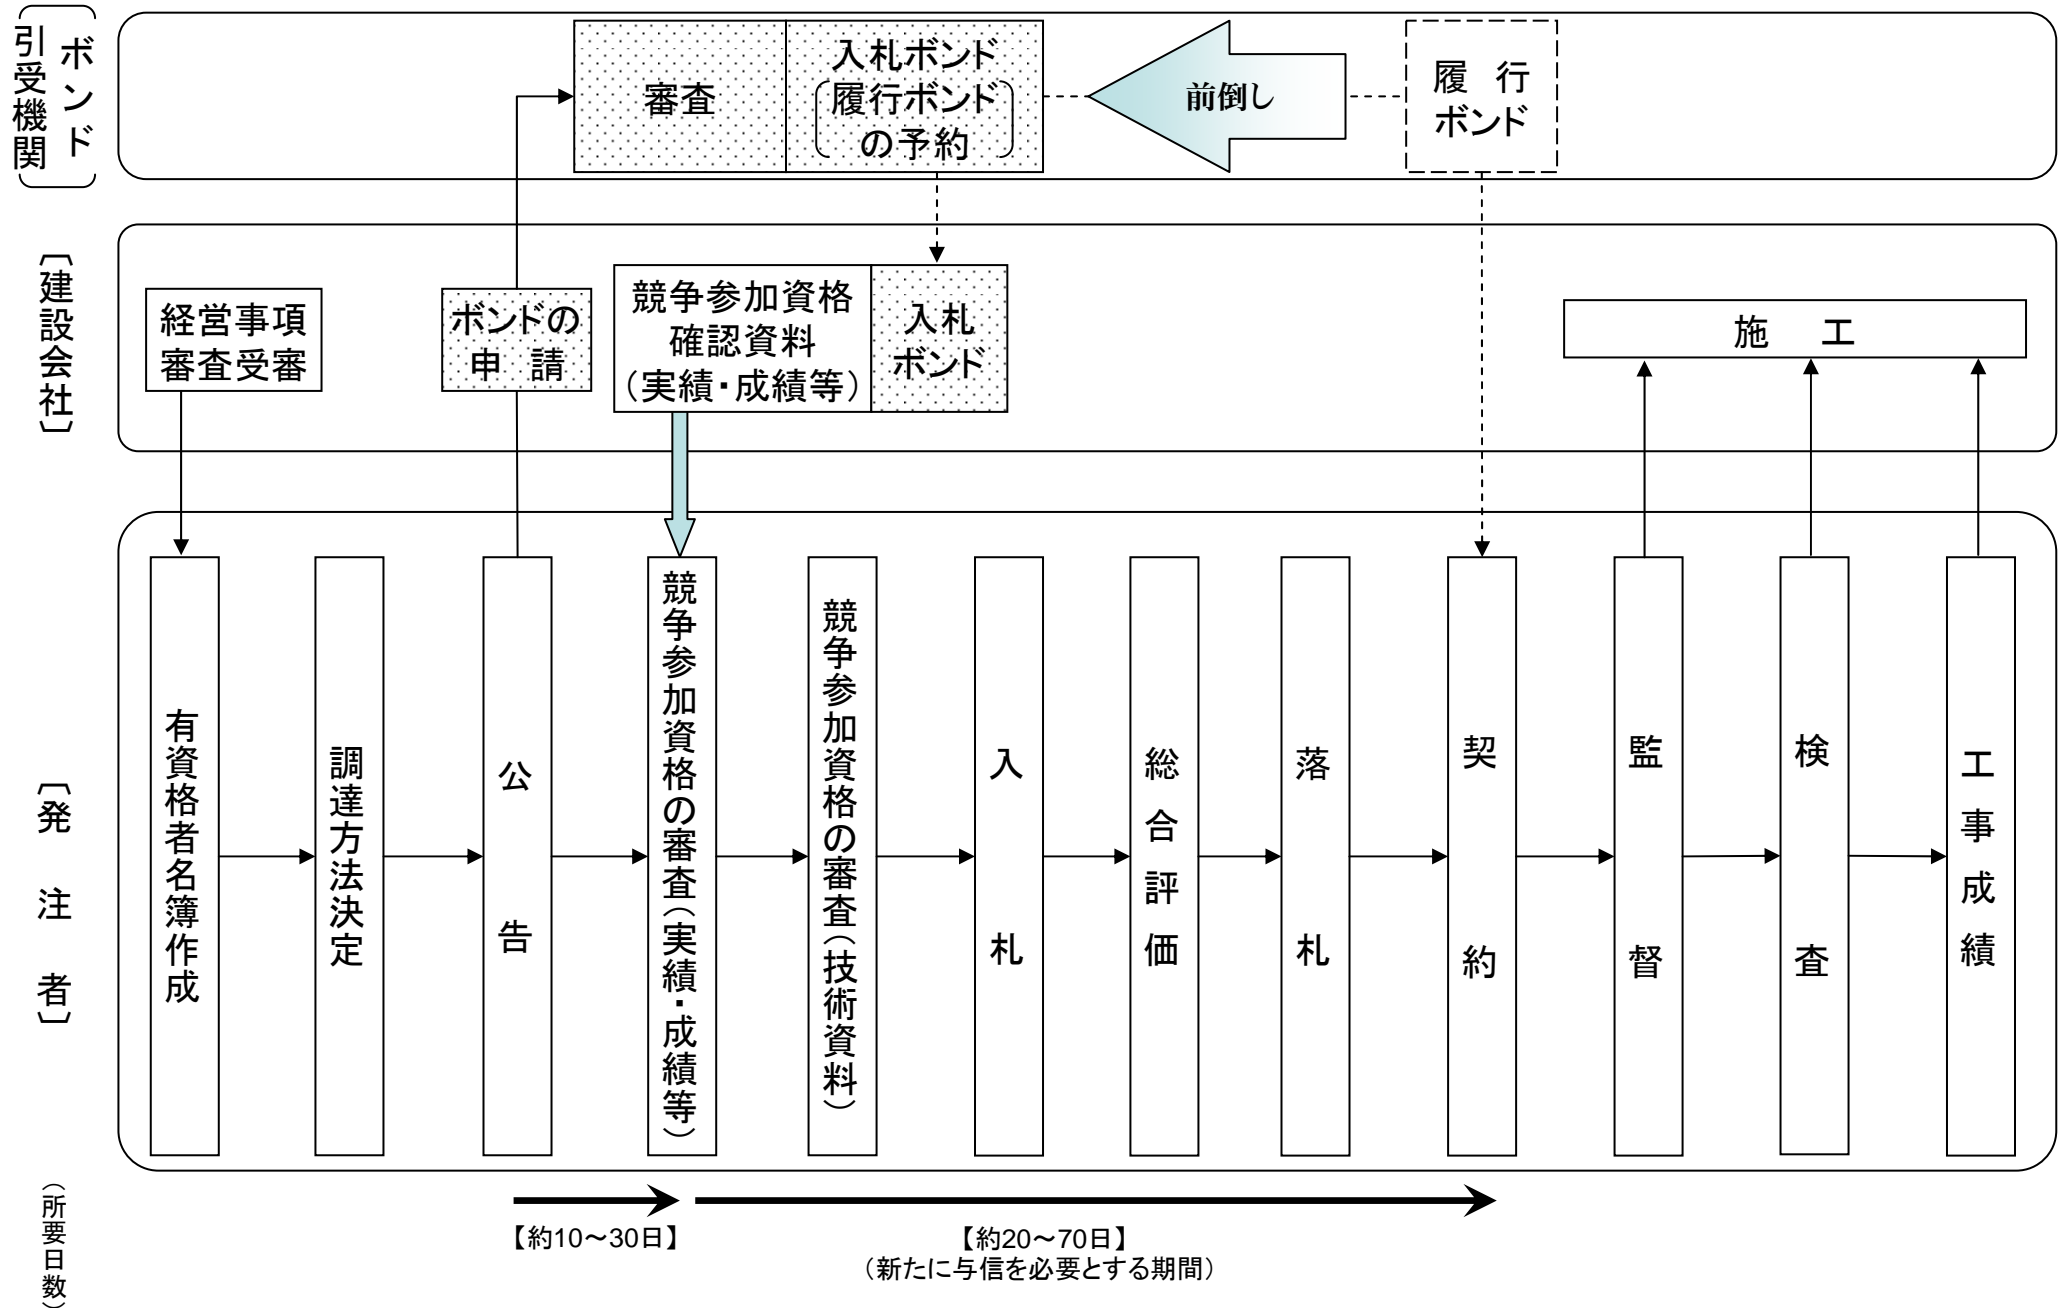 ボンド
引受機関
審査
入札ボンド
履行ボンド
の予約
前倒し
履 行
ボンド
〔建設会社〕
経営事項
審査受審
ボンドの
申 請
競争参加資格
確認資料
（実績・成績等）
入札
ボンド
施 工
〔発 注 者〕
有資格者名簿作成
調達方法決定
公 告
競争参加資格の審査（実績・成績等）
競争参加資格の審査（技術資料）
入 札
総合評価
落 札
契 約
監 督
検 査
工事成績
（所要日数）
【約10～30日】
【約20～70日】
（新たに与信を必要とする期間）